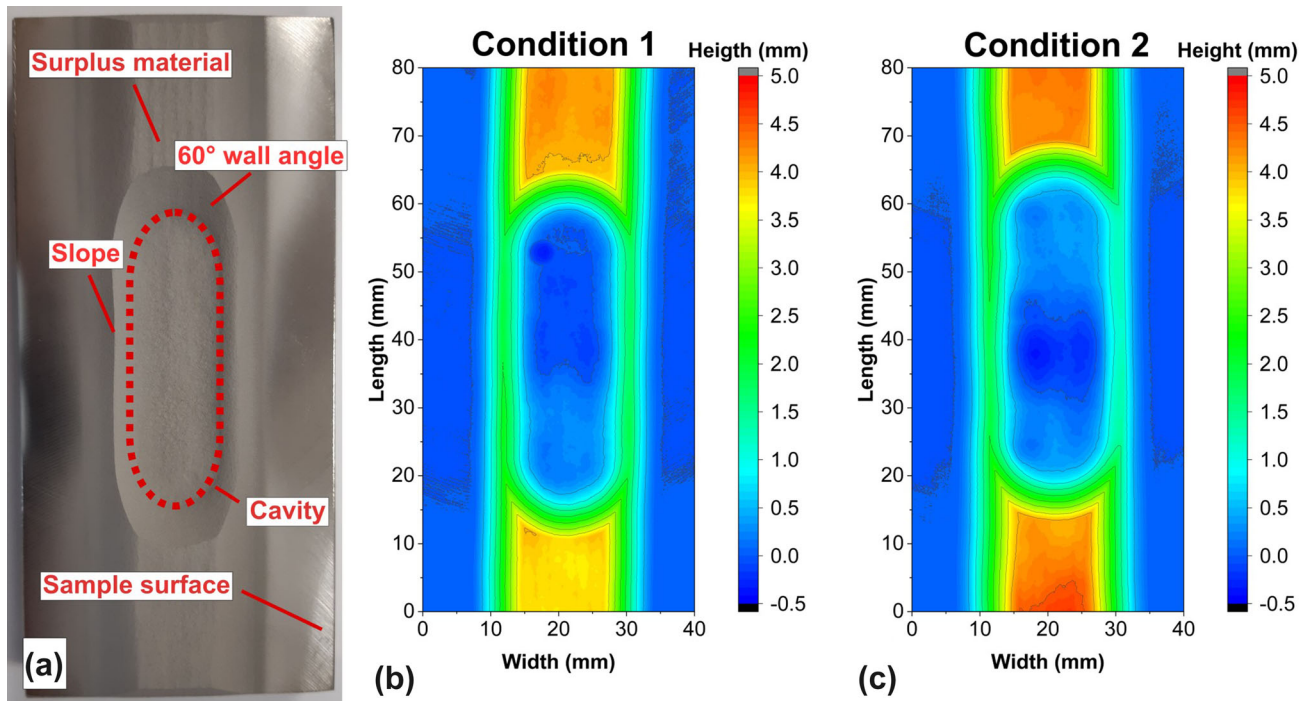 (a)
Surplus material
60° wall angle
Slope
Cavity
Sample surface
(b)
Condition 1
Heigth (mm)
Length (mm)
80
70
60
50
40
30
20
10
0
0 10 20 30 40
Width (mm)
5.0
4.5
4.0
3.5
3.0
2.5
2.0
1.5
1.0
0.5
0.0
-0.5
(c)
Condition 2
Height (mm)
Length (mm)
80
70
60
50
40
30
20
10
0
0 10 20 30 40
Width (mm)
5.0
4.5
4.0
3.5
3.0
2.5
2.0
1.5
1.0
0.5
0.0
-0.5